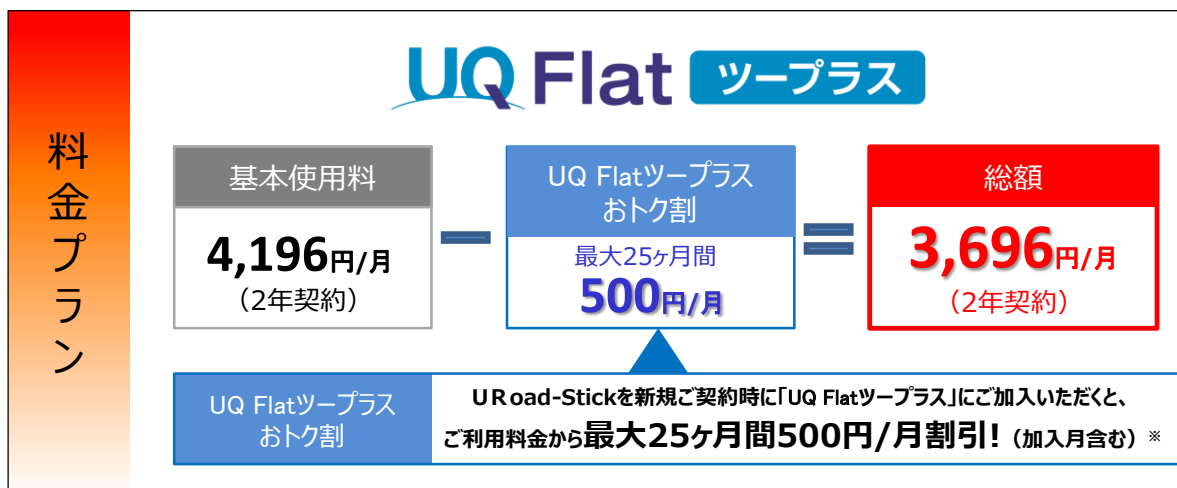 料金プラン
UQ Flat ツープラス
基本使用料
4,196円/月
（2年契約）
UQ Flatツープラス
おトク割
最大25ヶ月間
500円/月
総額
3,696円/月
（2年契約）
UQ Flatツープラス
おトク割
URoad-Stickを新規ご契約時に「UQ Flatツープラス」にご加入いただくと、
ご利用料金から最大25ヶ月間500円/月割引!（加入月含む）※